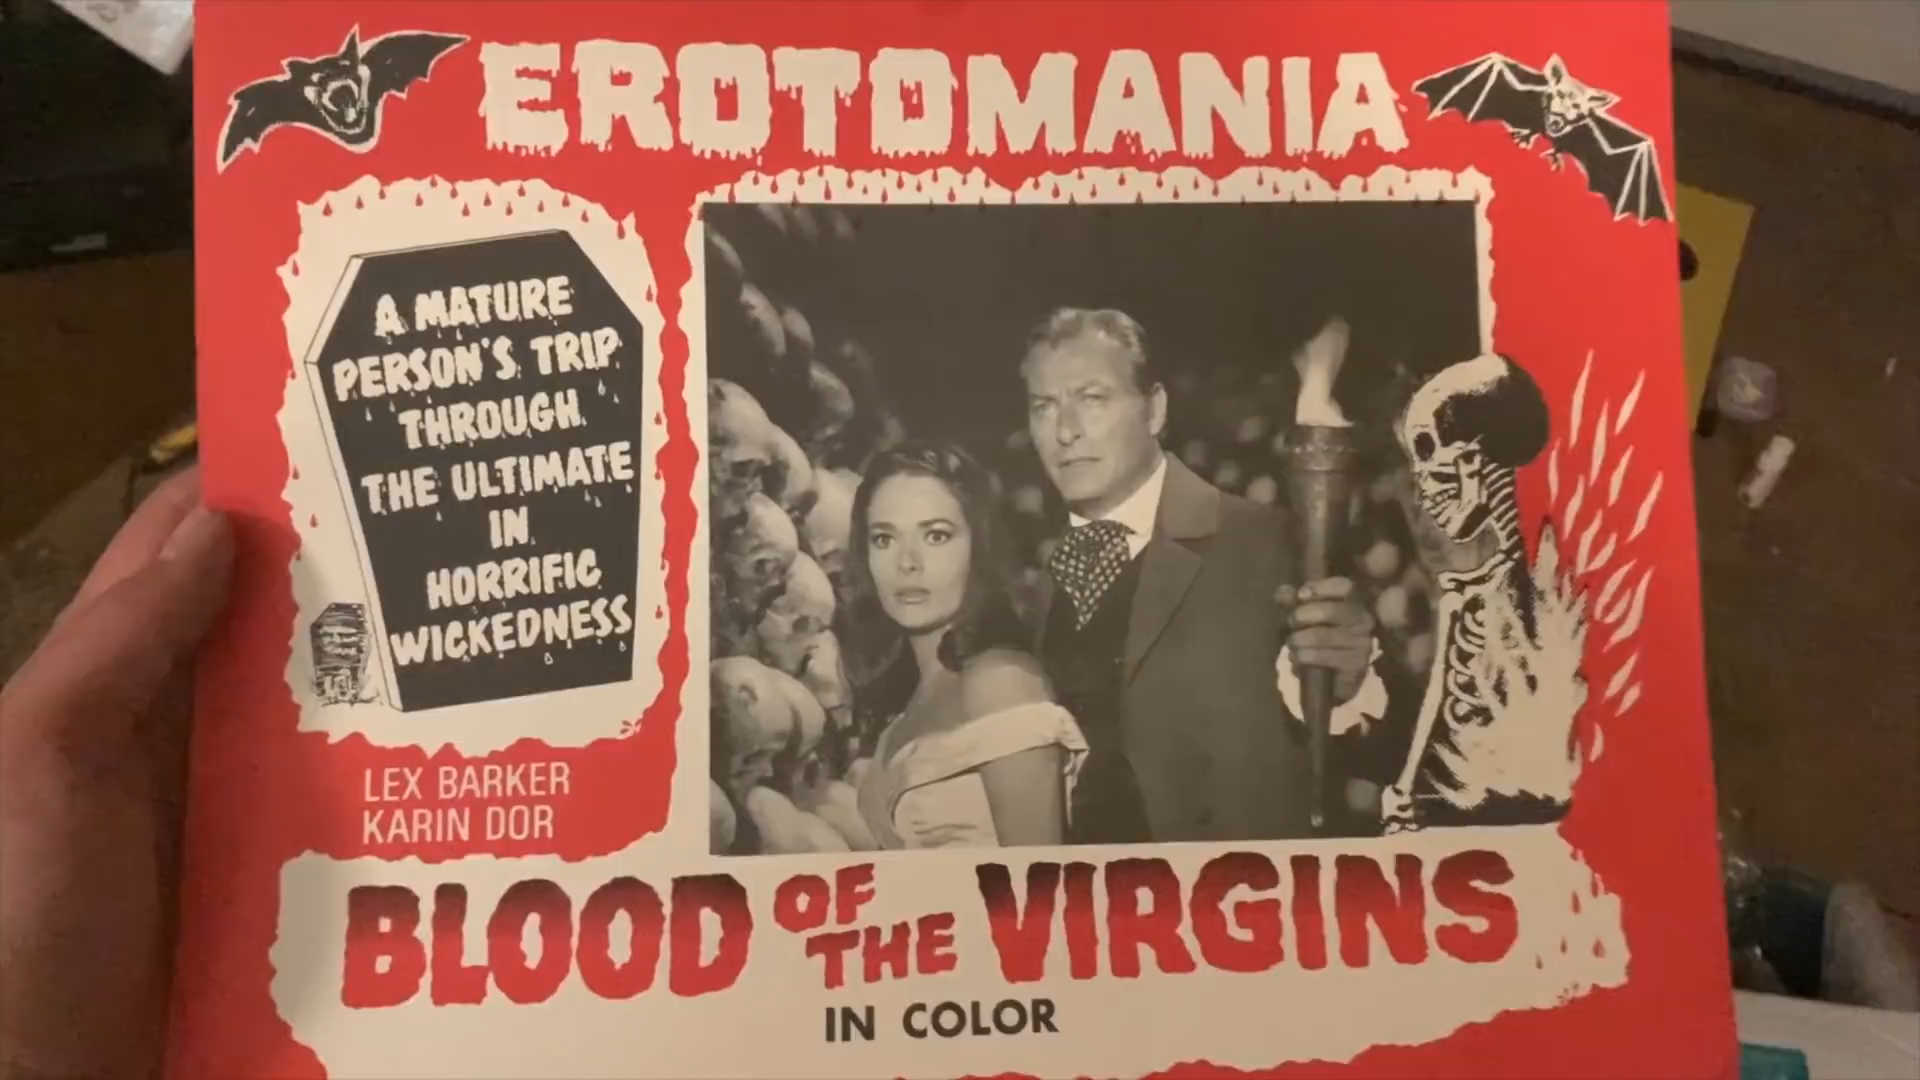 EROTOMANIA
A MATURE
PERSON'S TRIP
THROUGH
THE ULTIMATE
IN
HORRIFIC
WICKEDNESS
LEX BARKER
KARIN DOR
BLOOD OF THE VIRGINS
IN COLOR